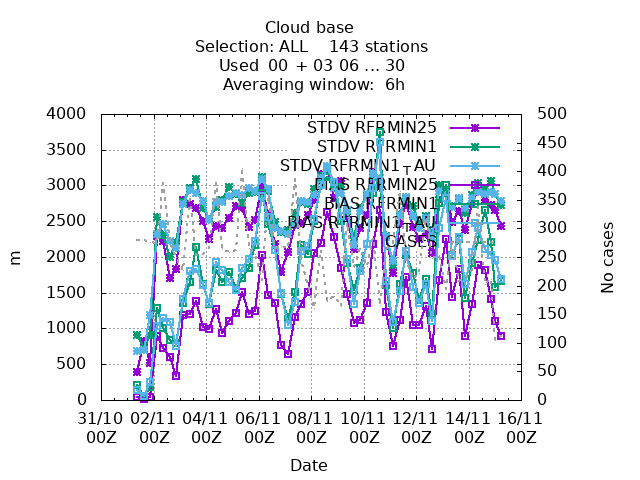 Cloud base
Selection: ALL 143 stations
Used 00 + 03 06 ... 30
Averaging window: 6h
4000
3500
3000
2500
2000
1500
1000
500
0
m
500
450
400
350
300
250
200
150
100
50
0
No cases
STDV RFRMIN25
STDV RFRMIN1
STDV RFRMIN1_AU
BIAS RFRMIN25
BIAS RFRMIN1
BIAS RFRMIN1_AU
CASES
31/10 02/11 04/11 06/11 08/11 10/11 12/11 14/11 16/11
00Z 00Z 00Z 00Z 00Z 00Z 00Z 00Z 00Z
Date